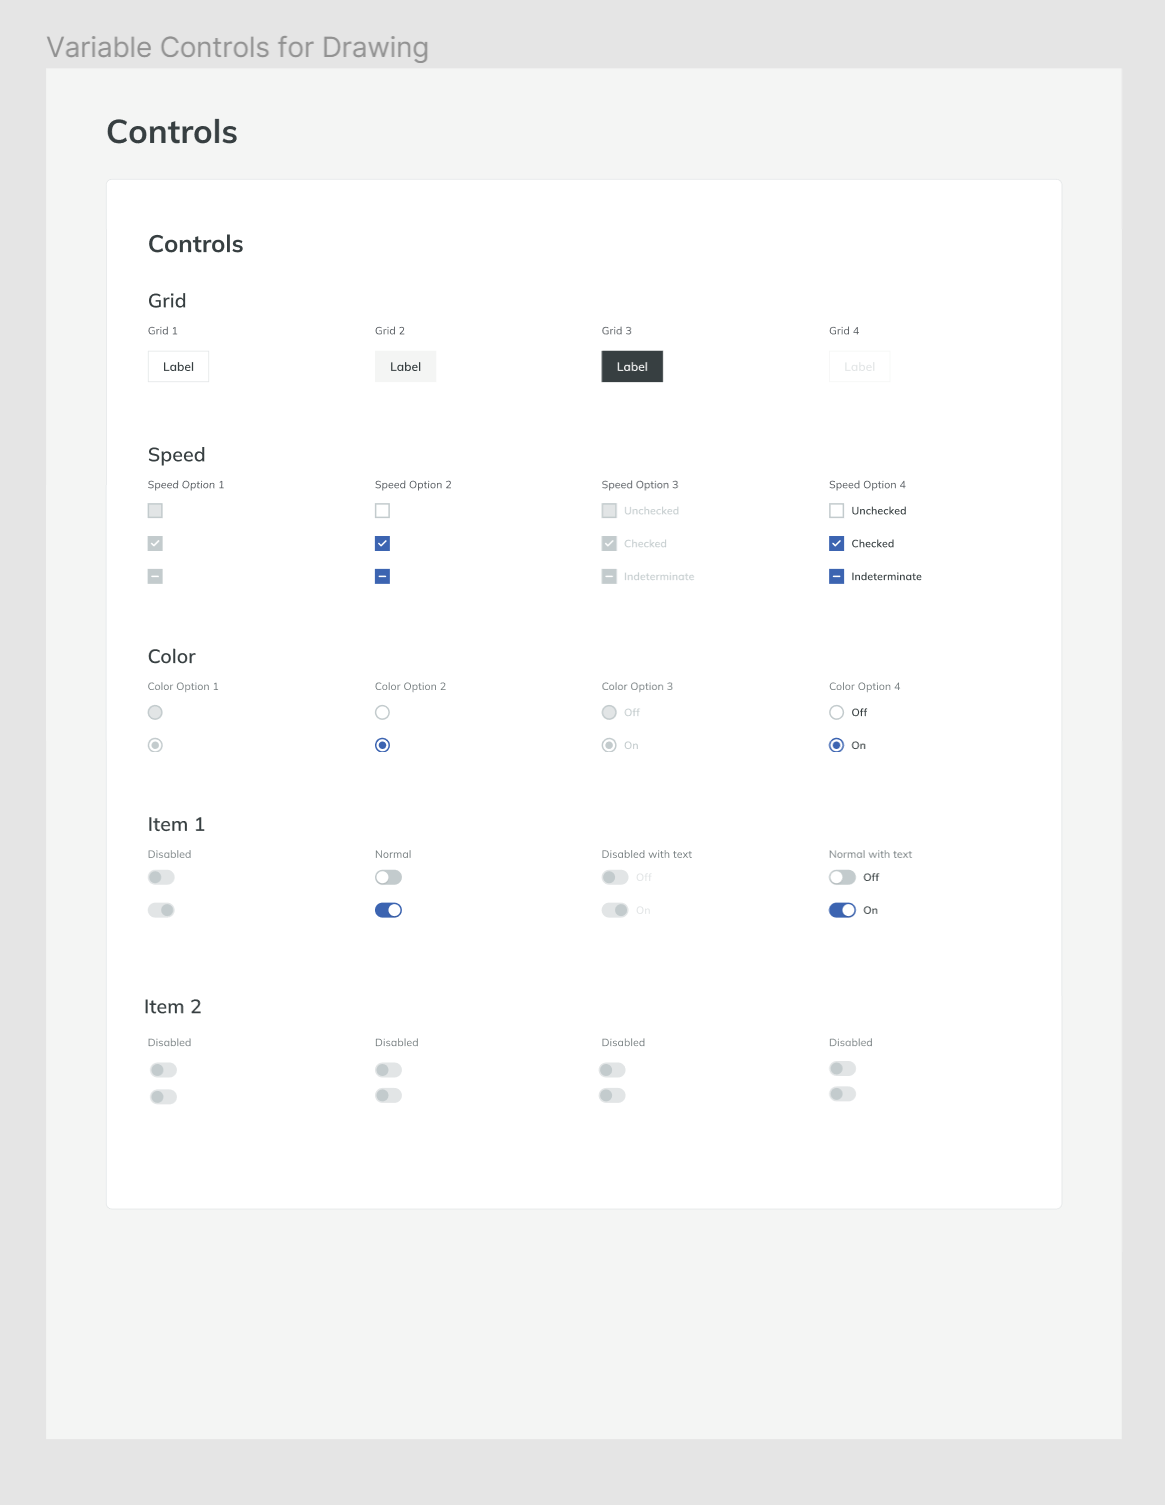 Variable Controls for Drawing
Controls
Controls
Grid
Grid 1 Grid 2 Grid 3 Grid 4
Label Label Label Label
Speed
Speed Option 1 Speed Option 2 Speed Option 3 Speed Option 4
Unchecked Unchecked
Checked Checked
Indeterminate Indeterminate
Color
Color Option 1 Color Option 2 Color Option 3 Color Option 4
Off Off
On On
Item 1
Disabled Normal Disabled with text Normal with text
Off Off
On On
Item 2
Disabled Disabled Disabled Disabled